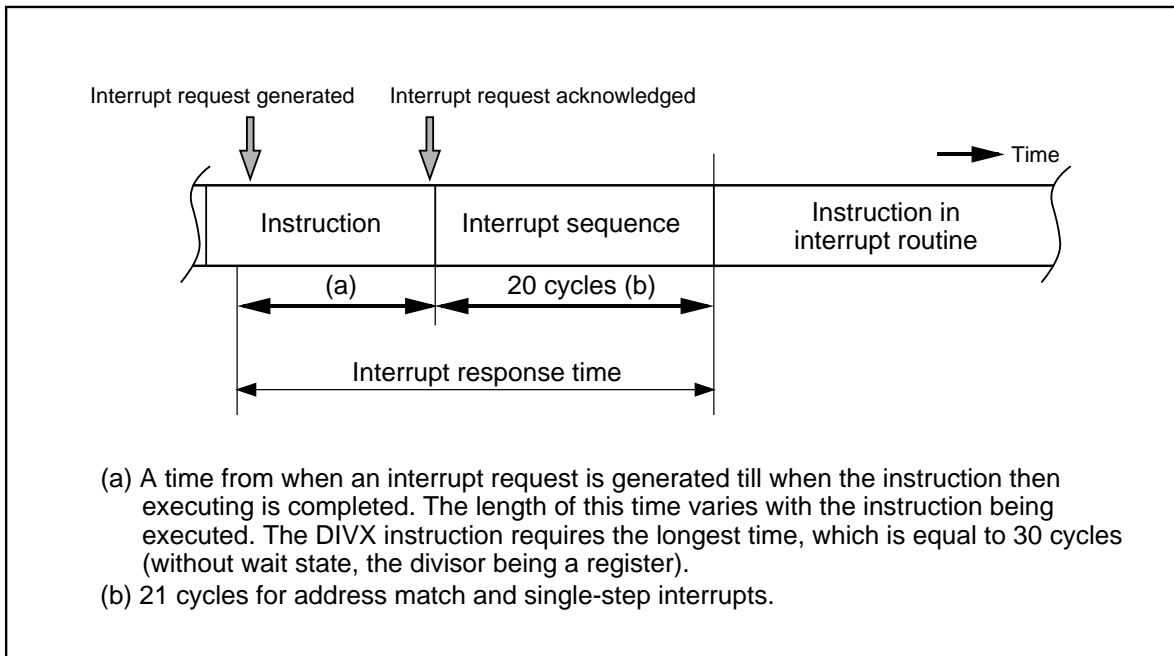 Interrupt request generated
Interrupt request acknowledged
Time
Instruction
Interrupt sequence
Instruction in
interrupt routine
(a)
20 cycles (b)
Interrupt response time
(a) A time from when an interrupt request is generated till when the instruction then
executing is completed. The length of this time varies with the instruction being
executed. The DIVX instruction requires the longest time, which is equal to 30 cycles
(without wait state, the divisor being a register).
(b) 21 cycles for address match and single-step interrupts.